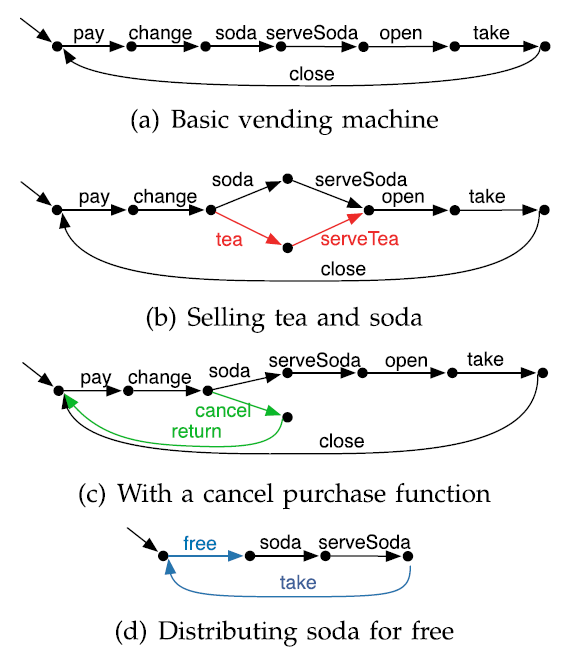 pay change soda serveSoda open take
close
(a) Basic vending machine
soda serveSoda
pay change open take
tea serveTea
close
(b) Selling tea and soda
serveSoda open take
pay change soda
cancel
return close
(c) With a cancel purchase function
free soda serveSoda
take
(d) Distributing soda for free